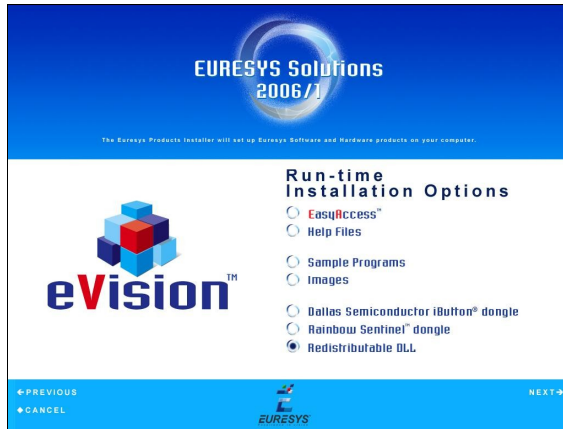 EURESYS Solutions
2006/1
The Euresys Products Installer will set up Euresys Software and Hardware products on your computer.
Run-time
Installation Options
EasyAccess™
Help Files
Sample Programs
Images
eVision™
Dallas Semiconductor iButton® dongle
Rainbow Sentinel™ dongle
Redistributable DLL
←PREVIOUS
NEXT→
◆CANCEL
EURESYS